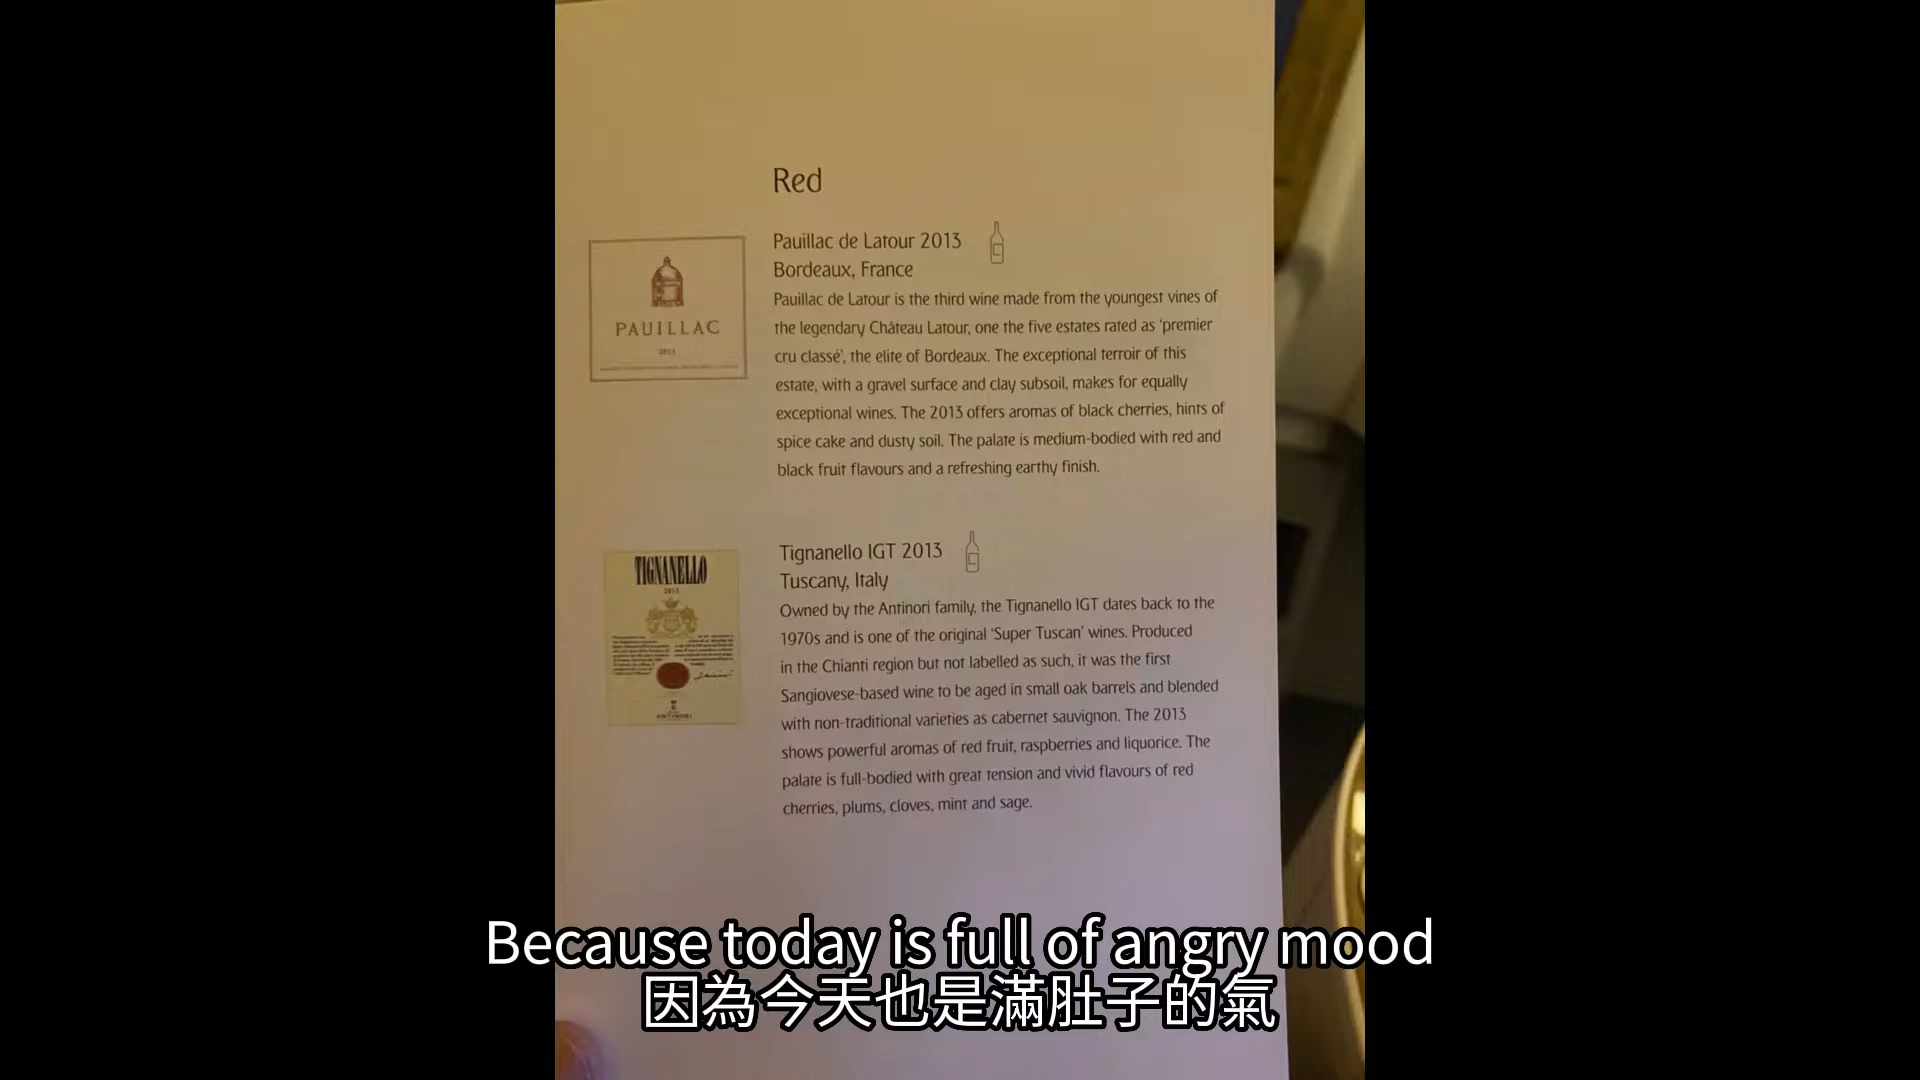 Red
PAUILLAC
2013
Pauillac de Latour 2013
Bordeaux, France
Pauillac de Latour is the third wine made from the youngest vines of
the legendary Château Latour, one the five estates rated as ‘premier
cru classé’, the elite of Bordeaux. The exceptional terroir of this
estate, with a gravel surface and clay subsoil, makes for equally
exceptional wines. The 2013 offers aromas of black cherries, hints of
spice cake and dusty soil. The palate is medium-bodied with red and
black fruit flavours and a refreshing earthy finish.
TIGNANELLO
2013
ANTINORI
Tignanello IGT 2013
Tuscany, Italy
Owned by the Antinori family, the Tignanello IGT dates back to the
1970s and is one of the original ‘Super Tuscan’ wines. Produced
in the Chianti region but not labelled as such, it was the first
Sangiovese-based wine to be aged in small oak barrels and blended
with non-traditional varieties as cabernet sauvignon. The 2013
shows powerful aromas of red fruit, raspberries and liquorice. The
palate is full-bodied with great tension and vivid flavours of red
cherries, plums, cloves, mint and sage.
Because today is full of angry mood
因為今天也是滿肚子的氣